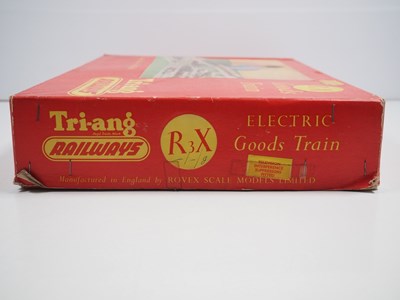 Tri-ang
RAILWAYS
R3X
ELECTRIC
Goods Train
Manufactured in England by ROVEX SCALE MODELS LIMITED